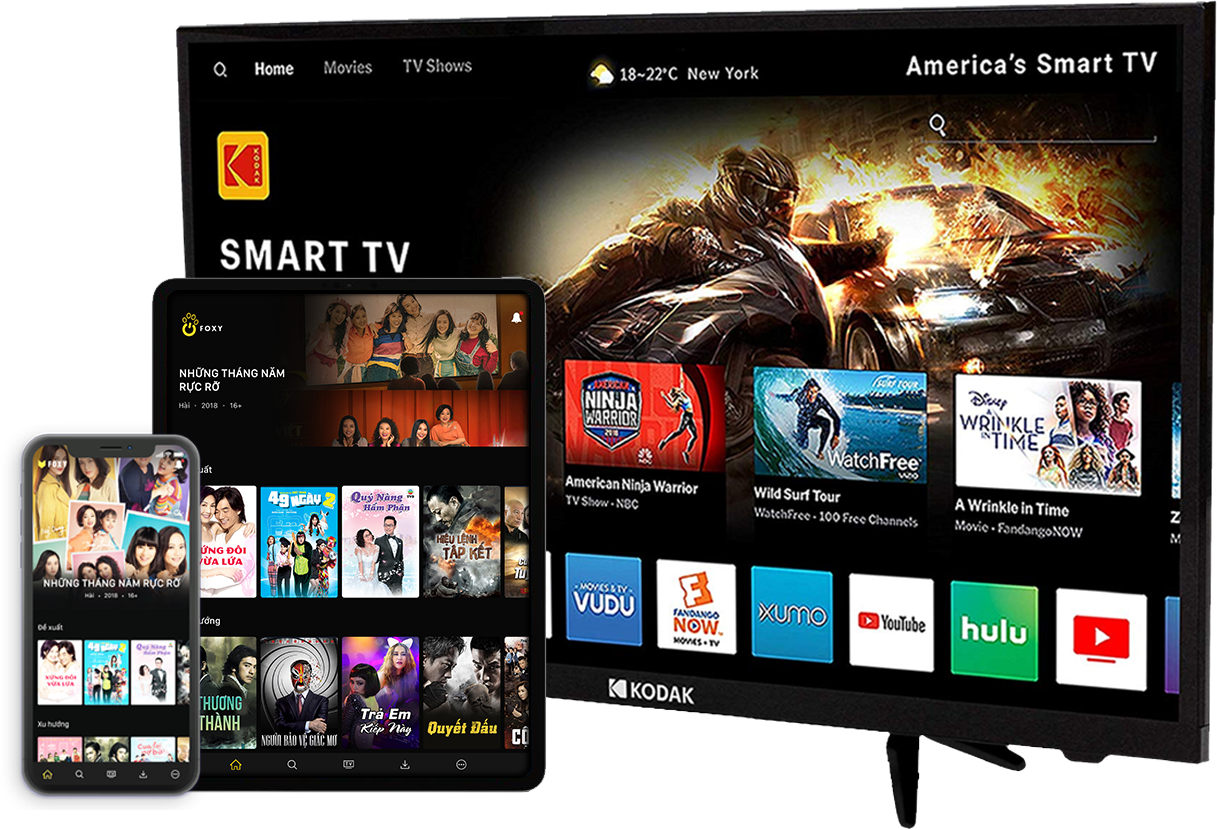 Home Movies TV Shows
18~22°C New York
America's Smart TV
KODAK
SMART TV
AMERICAN
NINJA
WARRIOR
2018
NBC
American Ninja Warrior
TV Show • NBC
SURF TOUR
WatchFree
VIZIO
Wild Surf Tour
WatchFree • 100 Free Channels
Disney
A WRINKLE
IN TIME
A Wrinkle in Time
Movie • FandangoNOW
MOVIES & TV
VUDU
FANDANGO
NOW
MOVIES + TV
XUMO
YouTube
hulu
KODAK
FOXY
NHỮNG THÁNG NĂM
RỰC RỠ
Hài • 2018 • 16+
uất
XỨNG ĐÔI
VỪA LỨA
49 NGÀY 2
Quý Nàng
Hẩm Phận
HIỆU LỆNH
TẬP KẾT
ướng
THƯƠNG
THÀNH
NGƯỜI BẢO VỆ GIẤC MƠ
Trả Em
Kiếp Này
Quyết Đấu
TV
FOXY
NHỮNG THÁNG NĂM RỰC RỠ
Hài • 2018 • 16+
Đề xuất
XỨNG ĐÔI
VỪA LỨA
49 NGÀY 2
Quý Nàng
Hẩm Phận
Xu hướng